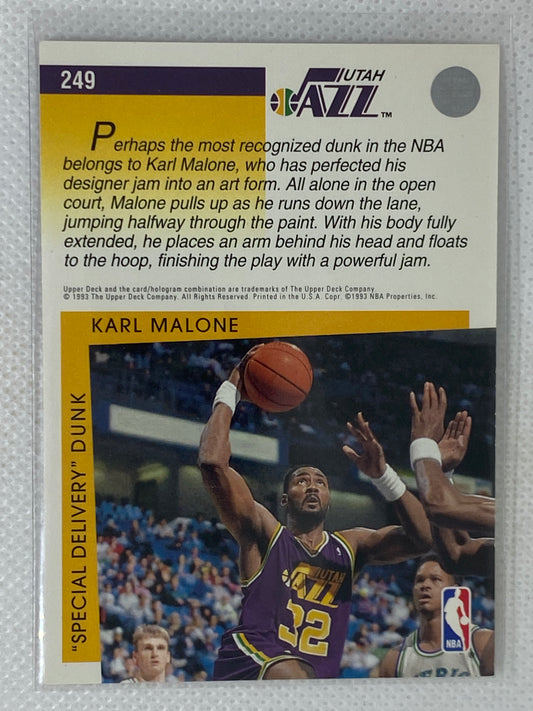 249
UTAH
JAZZ™
Perhaps the most recognized dunk in the NBA
belongs to Karl Malone, who has perfected his
designer jam into an art form. All alone in the open
court, Malone pulls up as he runs down the lane,
jumping halfway through the paint. With his body fully
extended, he places an arm behind his head and floats
to the hoop, finishing the play with a powerful jam.
Upper Deck and the card/hologram combination are trademarks of The Upper Deck Company.
© 1993 The Upper Deck Company. All Rights Reserved. Printed in the U.S.A. Copr. ©1993 NBA Properties, Inc.
KARL MALONE
"SPECIAL DELIVERY" DUNK
UTAH
JAZZ
32
NBA